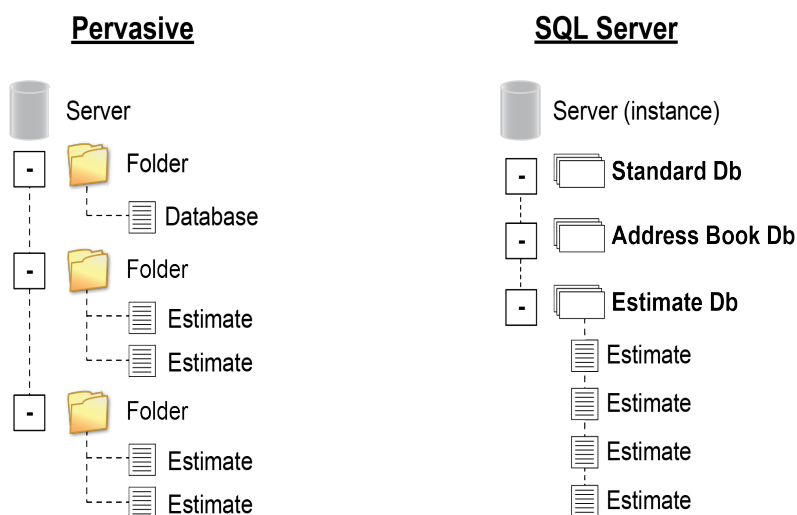 Pervasive
Server
Folder
Database
Folder
Estimate
Estimate
Folder
Estimate
Estimate
SQL Server
Server (instance)
Standard Db
Address Book Db
Estimate Db
Estimate
Estimate
Estimate
Estimate